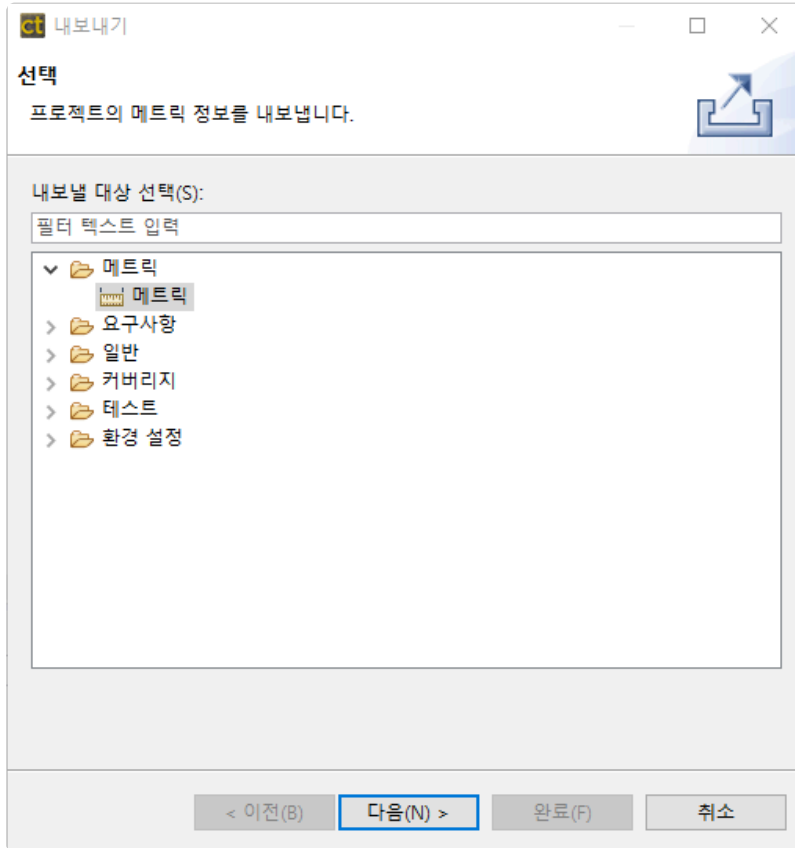 ct 내보내기
선택
프로젝트의 메트릭 정보를 내보냅니다.
내보낼 대상 선택(S):
필터 텍스트 입력
메트릭
메트릭
요구사항
일반
커버리지
테스트
환경 설정
< 이전(B) 다음(N) > 완료(F) 취소